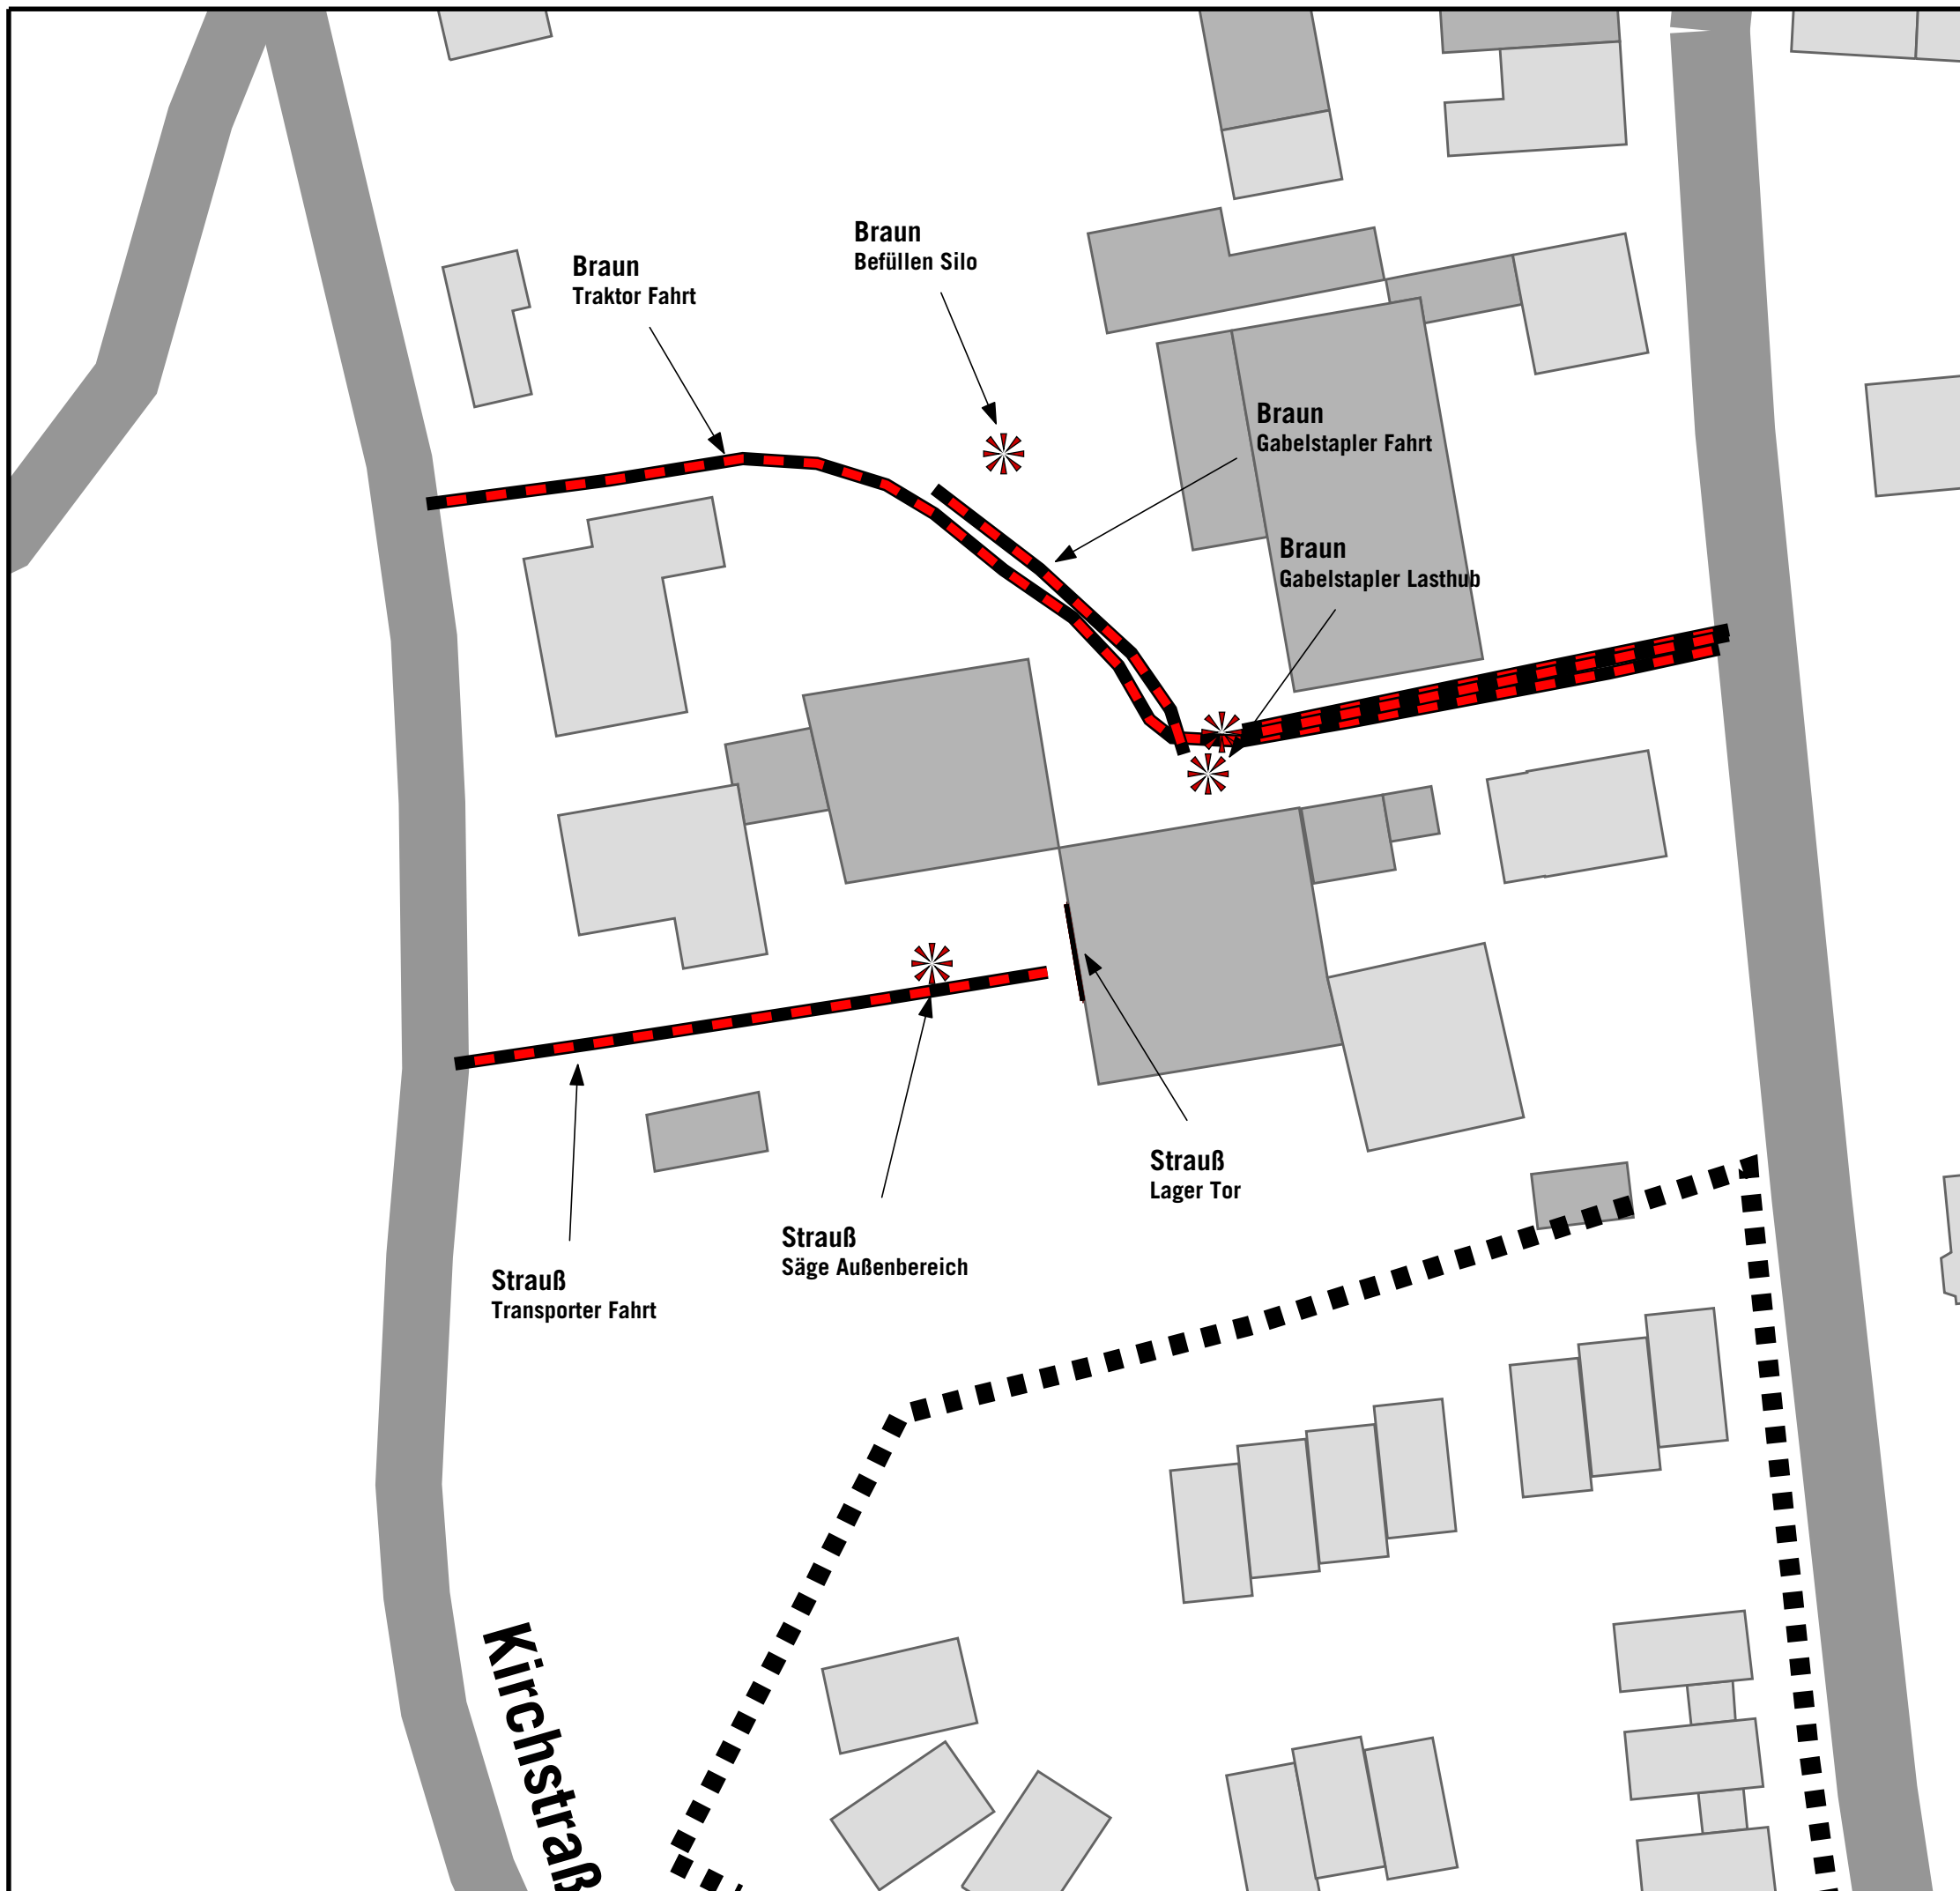 Braun
Befüllen Silo
Braun
Traktor Fahrt
Braun
Gabelstapler Fahrt
Braun
Gabelstapler Lasthub
Strauß
Lager Tor
Strauß
Säge Außenbereich
Strauß
Transporter Fahrt
Kirchstraß